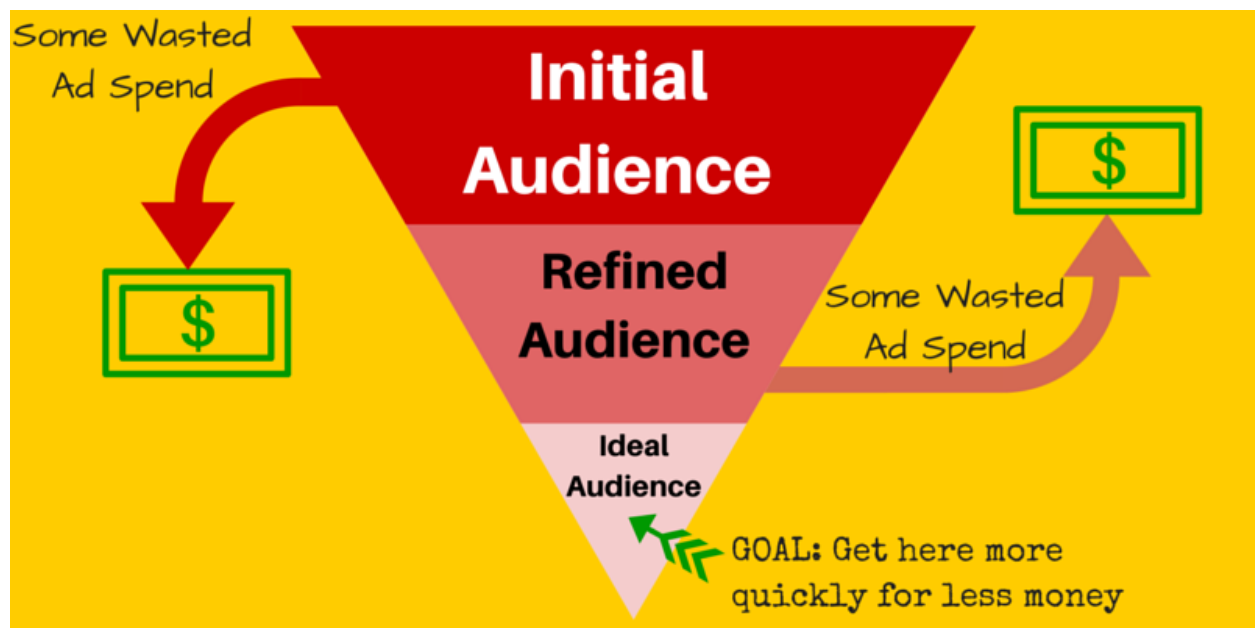 Some Wasted
Ad Spend
Initial
Audience
$
Refined
Audience
Some Wasted
Ad Spend
$
Ideal
Audience
GOAL: Get here more
quickly for less money